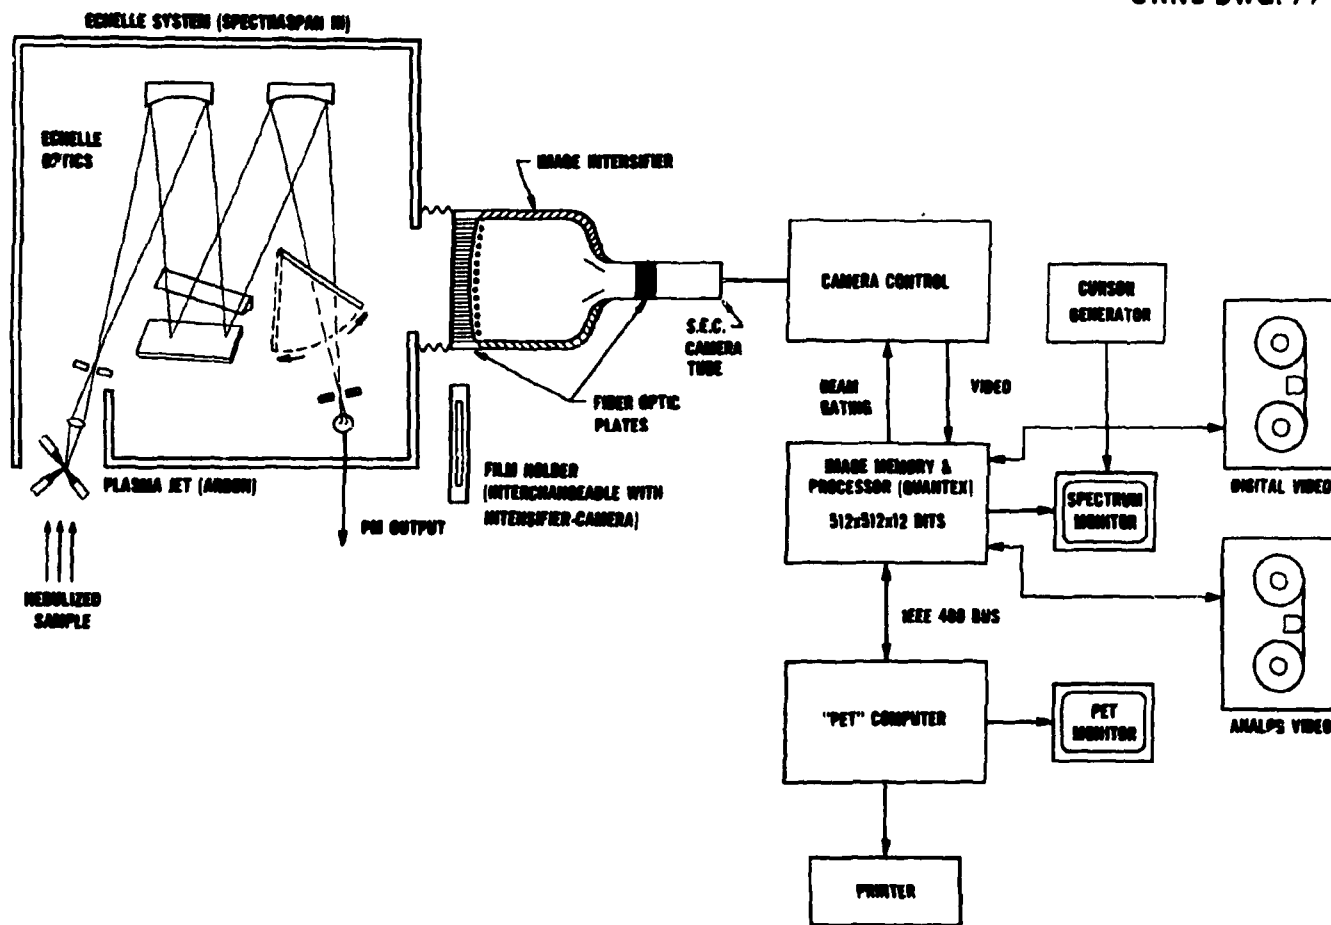 ECHELLE SYSTEM (SPECTRASPAN III)
ECHELLE
OPTICS
IMAGE INTENSIFIER
CAMERA CONTROL
CURSOR
GENERATOR
S.E.C.
CAMERA
TUBE
BEAM
GATING
VIDEO
FIBER OPTIC
PLATES
PLASMA JET (ARGON)
FILM HOLDER
(INTERCHANGEABLE WITH
INTENSIFIER-CAMERA)
PM OUTPUT
IMAGE MEMORY &
PROCESSOR (QUANTEX)
512x512x12 BITS
SPECTRUM
MONITOR
DIGITAL VIDEO
NEBULIZED
SAMPLE
IEEE 488 BUS
"PET" COMPUTER
PET
MONITOR
VIDEO
PRINTER